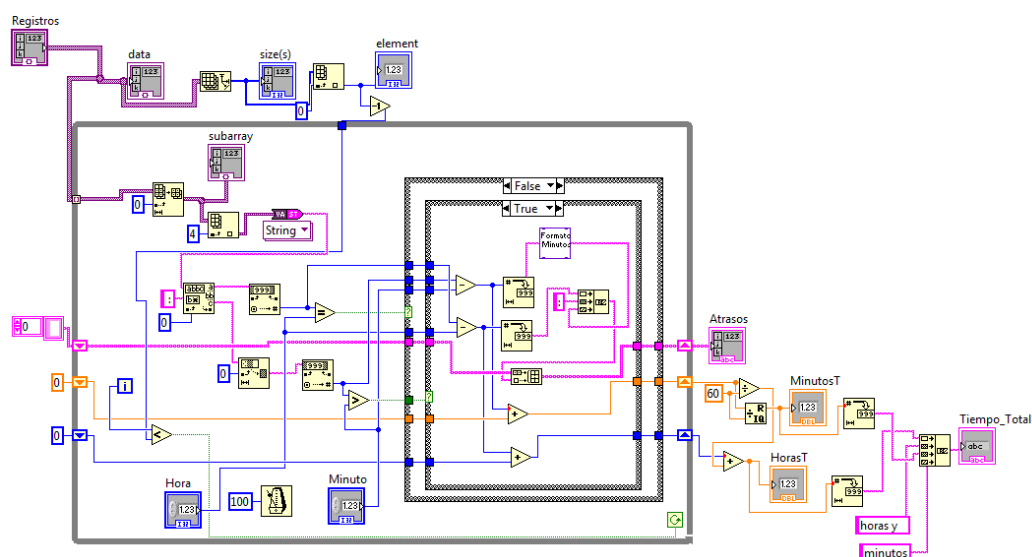 Registros
data
size(s)
element
0
subarray
0
4
String
False
True
Formato
Minutos
:
:
0
0
0
0
0
i
Atrasos
60
MinutosT
Tiempo_Total
HorasT
Hora
100
Minuto
horas y
minutos